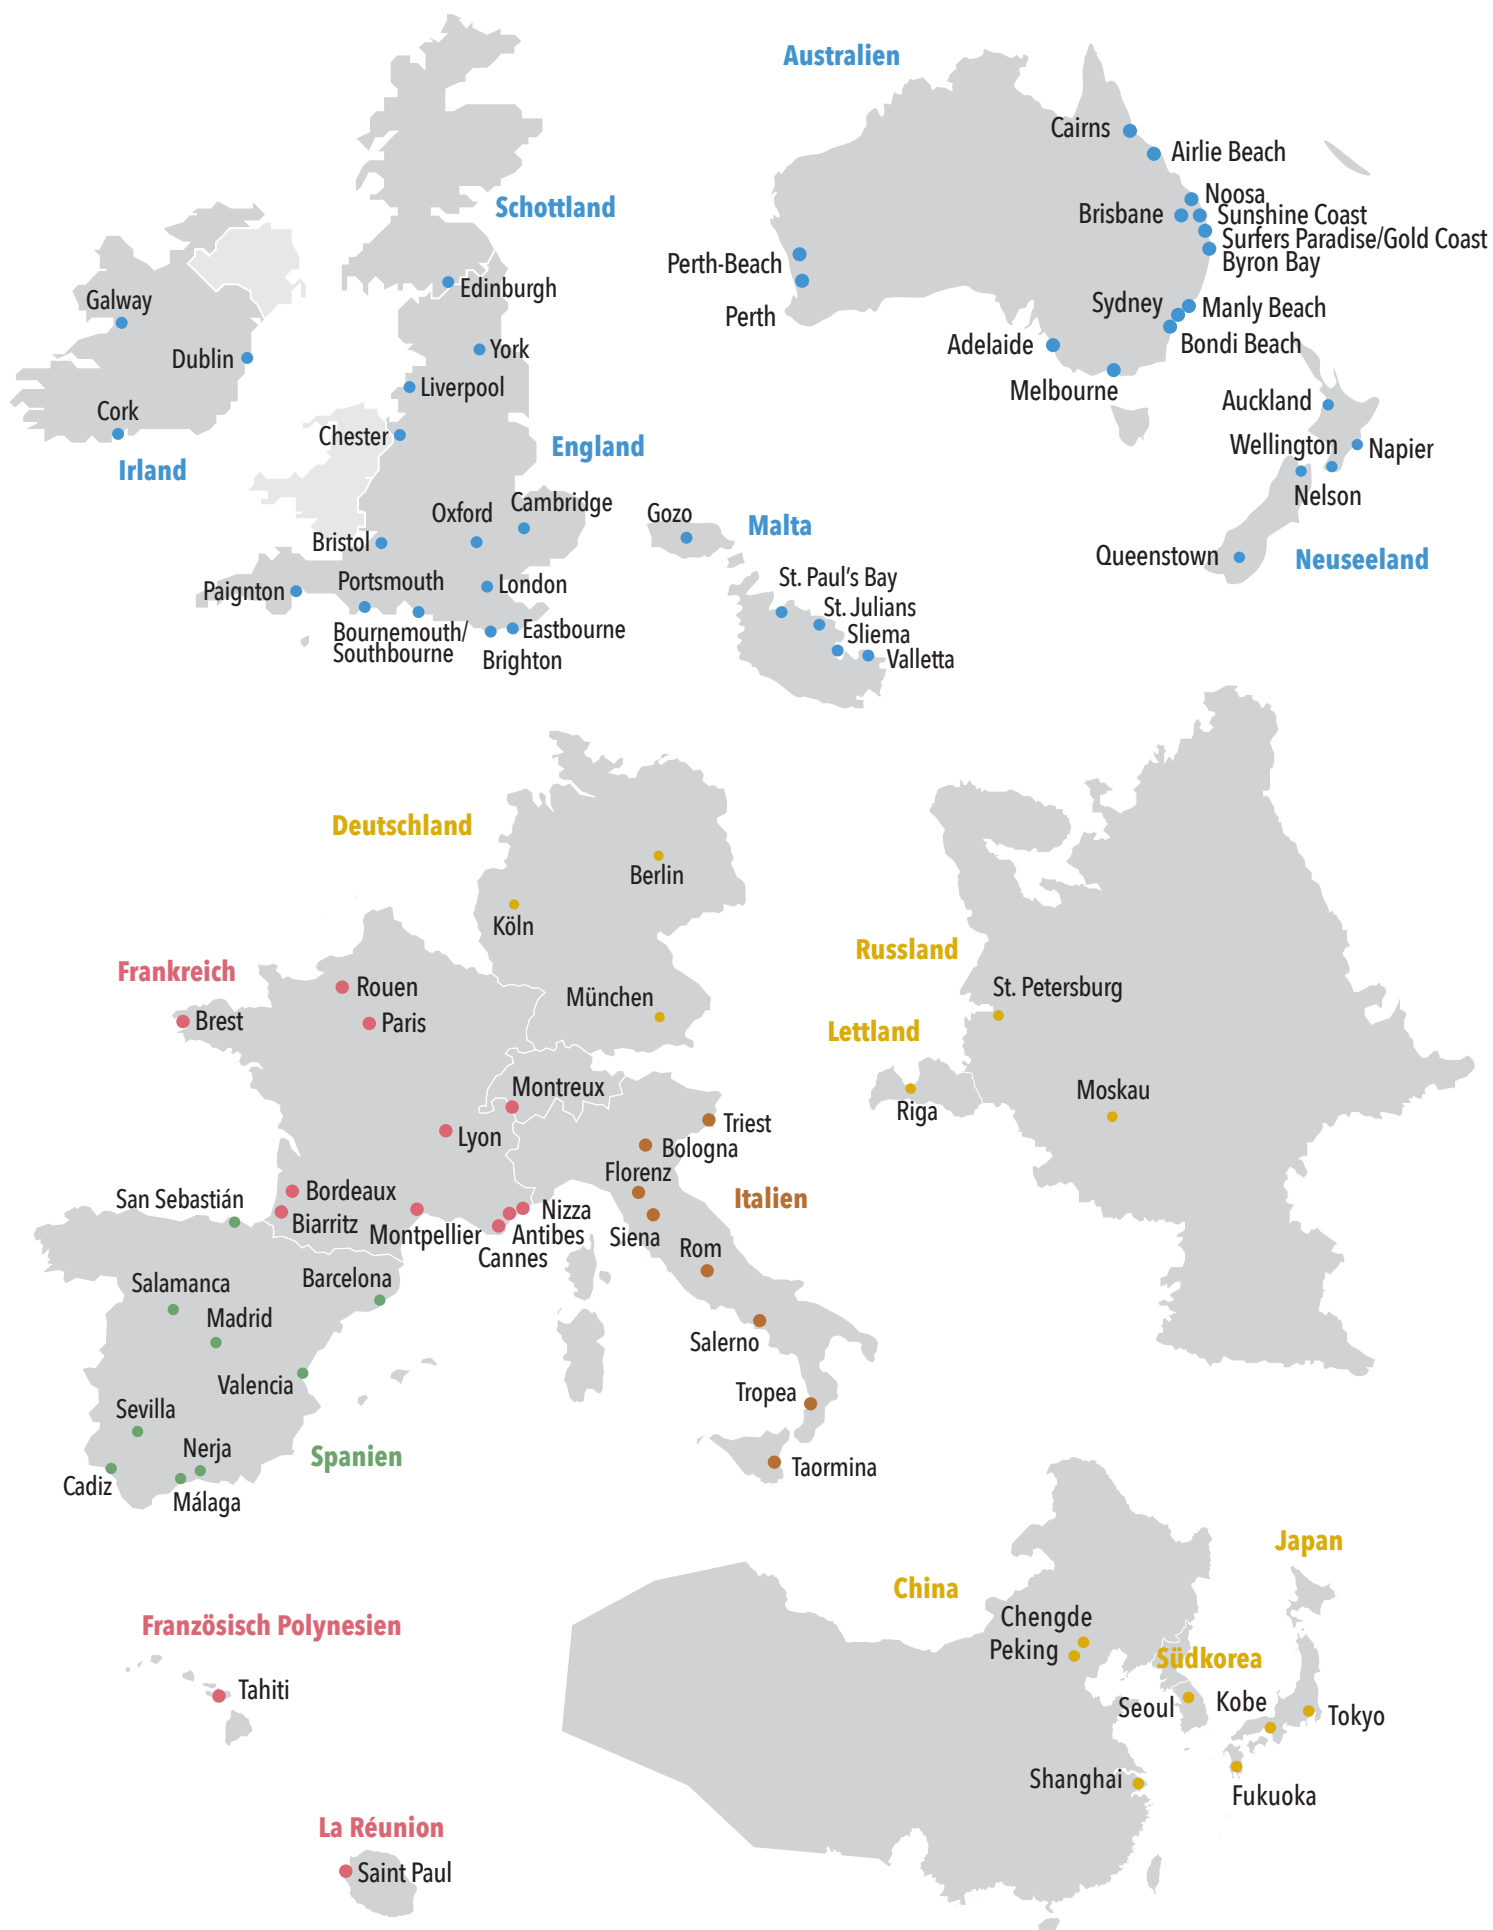 Australien
Cairns
Airlie Beach
Noosa
Brisbane
Sunshine Coast
Surfers Paradise/Gold Coast
Byron Bay
Perth-Beach
Perth
Sydney
Manly Beach
Bondi Beach
Adelaide
Melbourne
Schottland
Edinburgh
Galway
Dublin
Cork
Irland
York
Liverpool
Chester
England
Cambridge
Oxford
Bristol
London
Paignton
Portsmouth
Bournemouth/
Southbourne
Eastbourne
Brighton
Gozo
Malta
St. Paul's Bay
St. Julians
Sliema
Valletta
Auckland
Wellington
Napier
Nelson
Queenstown
Neuseeland
Deutschland
Berlin
Köln
München
Frankreich
Rouen
Brest
Paris
Montreux
Lyon
Bordeaux
Biarritz
Montpellier
Nizza
Antibes
Cannes
Russland
St. Petersburg
Moskau
Lettland
Riga
Triest
Bologna
Florenz
Italien
Siena
Rom
Salerno
Tropea
Taormina
San Sebastián
Barcelona
Salamanca
Madrid
Valencia
Sevilla
Nerja
Spanien
Cadiz
Málaga
Japan
China
Chengde
Peking
Südkorea
Seoul
Kobe
Tokyo
Shanghai
Fukuoka
Französisch Polynesien
Tahiti
La Réunion
Saint Paul